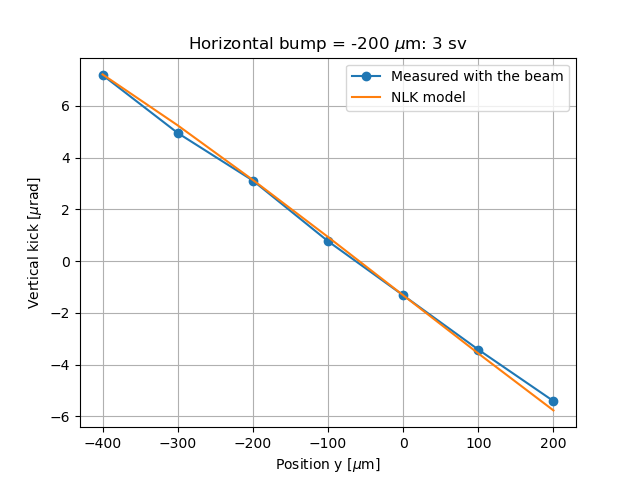 Horizontal bump = -200 μm: 3 sv
Measured with the beam
NLK model
Vertical kick [μrad]
6
4
2
0
−2
−4
−6
−400 −300 −200 −100 0 100 200
Position y [μm]